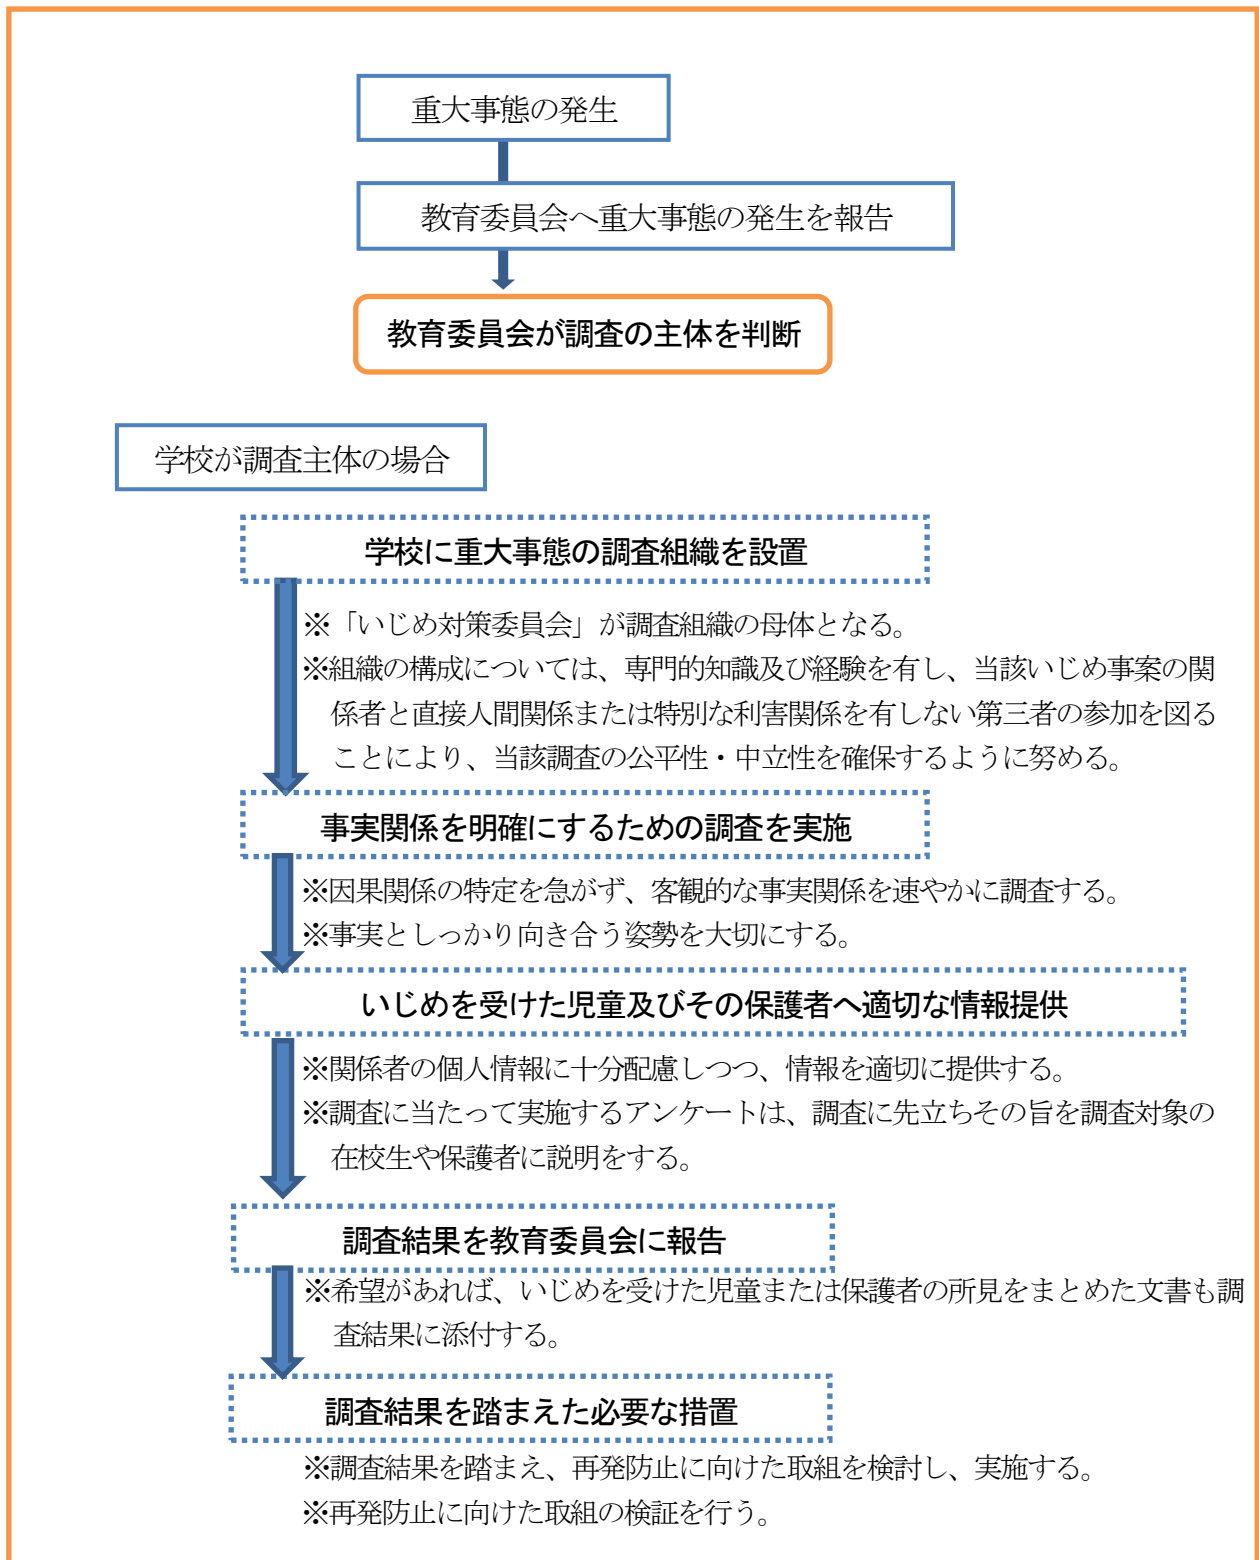 重大事態の発生
教育委員会へ重大事態の発生を報告
教育委員会が調査の主体を判断
学校が調査主体の場合
学校に重大事態の調査組織を設置
※「いじめ対策委員会」が調査組織の母体となる。
※組織の構成については、専門的知識及び経験を有し、当該いじめ事案の関
係者と直接人間関係または特別な利害関係を有しない第三者の参加を図る
ことにより、当該調査の公平性・中立性を確保するように努める。
事実関係を明確にするための調査を実施
※因果関係の特定を急がず、客観的な事実関係を速やかに調査する。
※事実としっかり向き合う姿勢を大切にする。
いじめを受けた児童及びその保護者へ適切な情報提供
※関係者の個人情報に十分配慮しつつ、情報を適切に提供する。
※調査に当たって実施するアンケートは、調査に先立ちその旨を調査対象の
在校生や保護者に説明をする。
調査結果を教育委員会に報告
※希望があれば、いじめを受けた児童または保護者の所見をまとめた文書も調
査結果に添付する。
調査結果を踏まえた必要な措置
※調査結果を踏まえ、再発防止に向けた取組を検討し、実施する。
※再発防止に向けた取組の検証を行う。